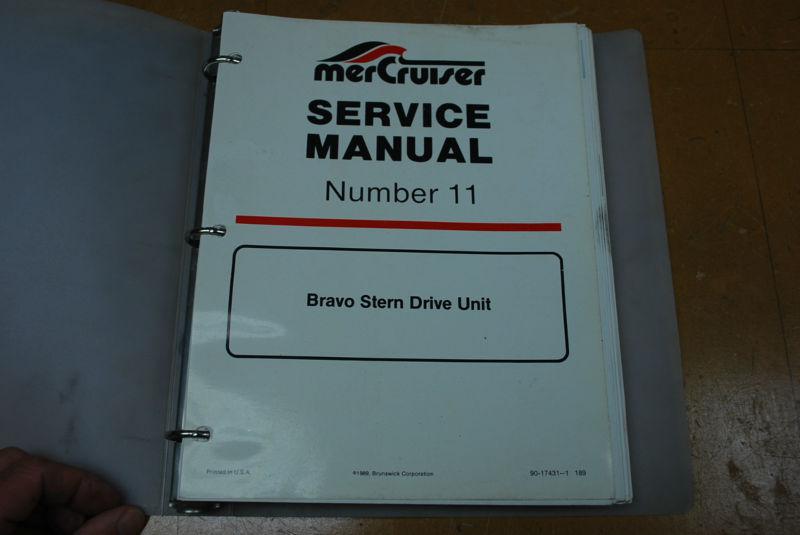 merCruiser
SERVICE
MANUAL
Number 11
Bravo Stern Drive Unit
Printed in U.S.A.
©1989, Brunswick Corporation
90-17431--1 189